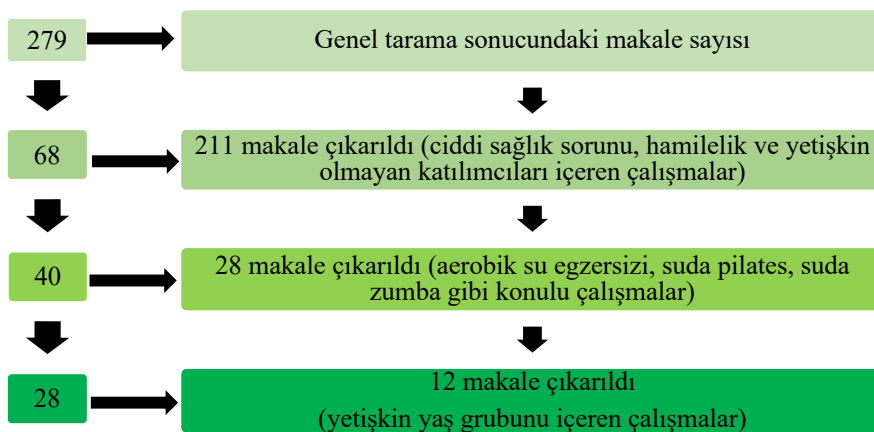 279
Genel tarama sonucundaki makale sayısı
68
211 makale çıkarıldı (ciddi sağlık sorunu, hamilelik ve yetişkin
olmayan katılımcıları içeren çalışmalar)
40
28 makale çıkarıldı (aerobik su egzersizi, suda pilates, suda
zumba gibi konulu çalışmalar)
28
12 makale çıkarıldı
(yetişkin yaş grubunu içeren çalışmalar)